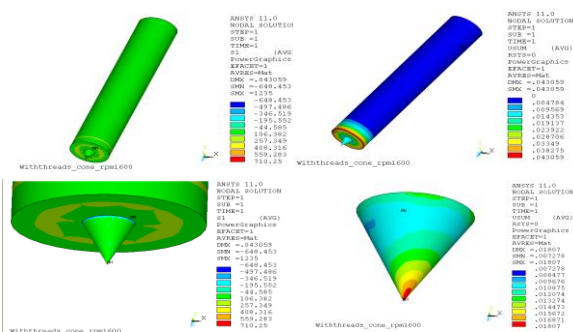 ANSYS 11.0
NODAL SOLUTION
STEP=1
SUB =1
TIME=1
S1 (AVG)
PowerGraphics
EFACET=1
AVRES=Mat
DMX =.043059
SMN =-648.453
SMX =1235
-648.453
-497.486
-346.519
-195.552
-44.585
106.382
257.349
408.316
559.283
710.25
Withthreads_cone_rpm1600
ANSYS 11.0
NODAL SOLUTION
STEP=1
SUB =1
TIME=1
USUM (AVG)
RSYS=0
PowerGraphics
EFACET=1
AVRES=Mat
DMX =.043059
SMX =.043059
0
.004784
.009569
.014353
.019137
.023922
.028706
.03349
.038275
.043059
Withthreads_cone_rpm1600
ANSYS 11.0
NODAL SOLUTION
STEP=1
SUB =1
TIME=1
S1 (AVG)
PowerGraphics
EFACET=1
AVRES=Mat
DMX =.043059
SMN =-648.453
SMX =1235
-648.453
-497.486
-346.519
-195.552
-44.585
106.382
257.349
408.316
559.283
710.25
Withthreads_cone_rpm1600
ANSYS 11.0
NODAL SOLUTION
STEP=1
SUB =1
TIME=1
USUM (AVG)
RSYS=0
PowerGraphics
EFACET=1
AVRES=Mat
DMX =.01807
SMN =.007278
SMX =.01807
.007278
.008477
.009676
.010875
.012074
.013274
.014473
.015672
.016871
.01807
Withthreads_cone_rpm1600